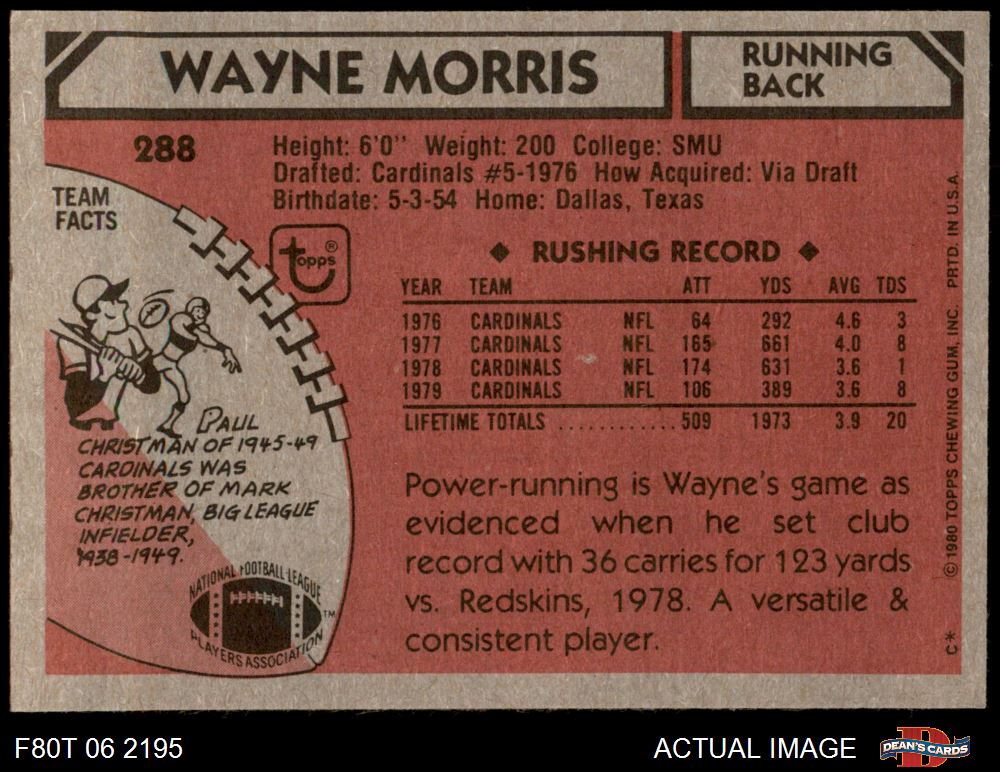 WAYNE MORRIS
RUNNING
BACK
288
Height: 6'0" Weight: 200 College: SMU
Drafted: Cardinals #5-1976 How Acquired: Via Draft
Birthdate: 5-3-54 Home: Dallas, Texas
TEAM
FACTS
topps ®
◆ RUSHING RECORD ◆
YEAR TEAM ATT YDS AVG TDS
1976 CARDINALS NFL 64 292 4.6 3
1977 CARDINALS NFL 165 661 4.0 8
1978 CARDINALS NFL 174 631 3.6 1
1979 CARDINALS NFL 106 389 3.6 8
LIFETIME TOTALS ............ 509 1973 3.9 20
PAUL
CHRISTMAN OF 1945-49
CARDINALS WAS
BROTHER OF MARK
CHRISTMAN, BIG LEAGUE
INFIELDER,
1938-1949.
Power-running is Wayne's game as
evidenced when he set club
record with 36 carries for 123 yards
vs. Redskins, 1978. A versatile &
consistent player.
NATIONAL FOOTBALL LEAGUE
PLAYERS ASSOCIATION
TM
C* ©1980 TOPPS CHEWING GUM, INC. PRTD. IN U.S.A.
F80T 06 2195
ACTUAL IMAGE
D
DEAN'S CARDS